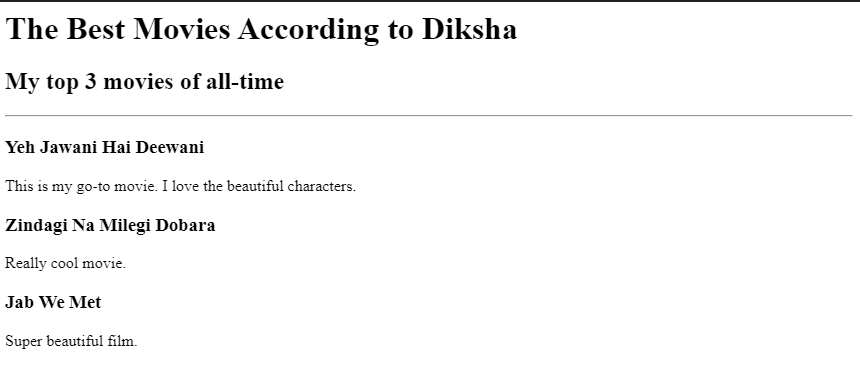 The Best Movies According to Diksha
My top 3 movies of all-time
Yeh Jawani Hai Deewani
This is my go-to movie. I love the beautiful characters.
Zindagi Na Milegi Dobara
Really cool movie.
Jab We Met
Super beautiful film.